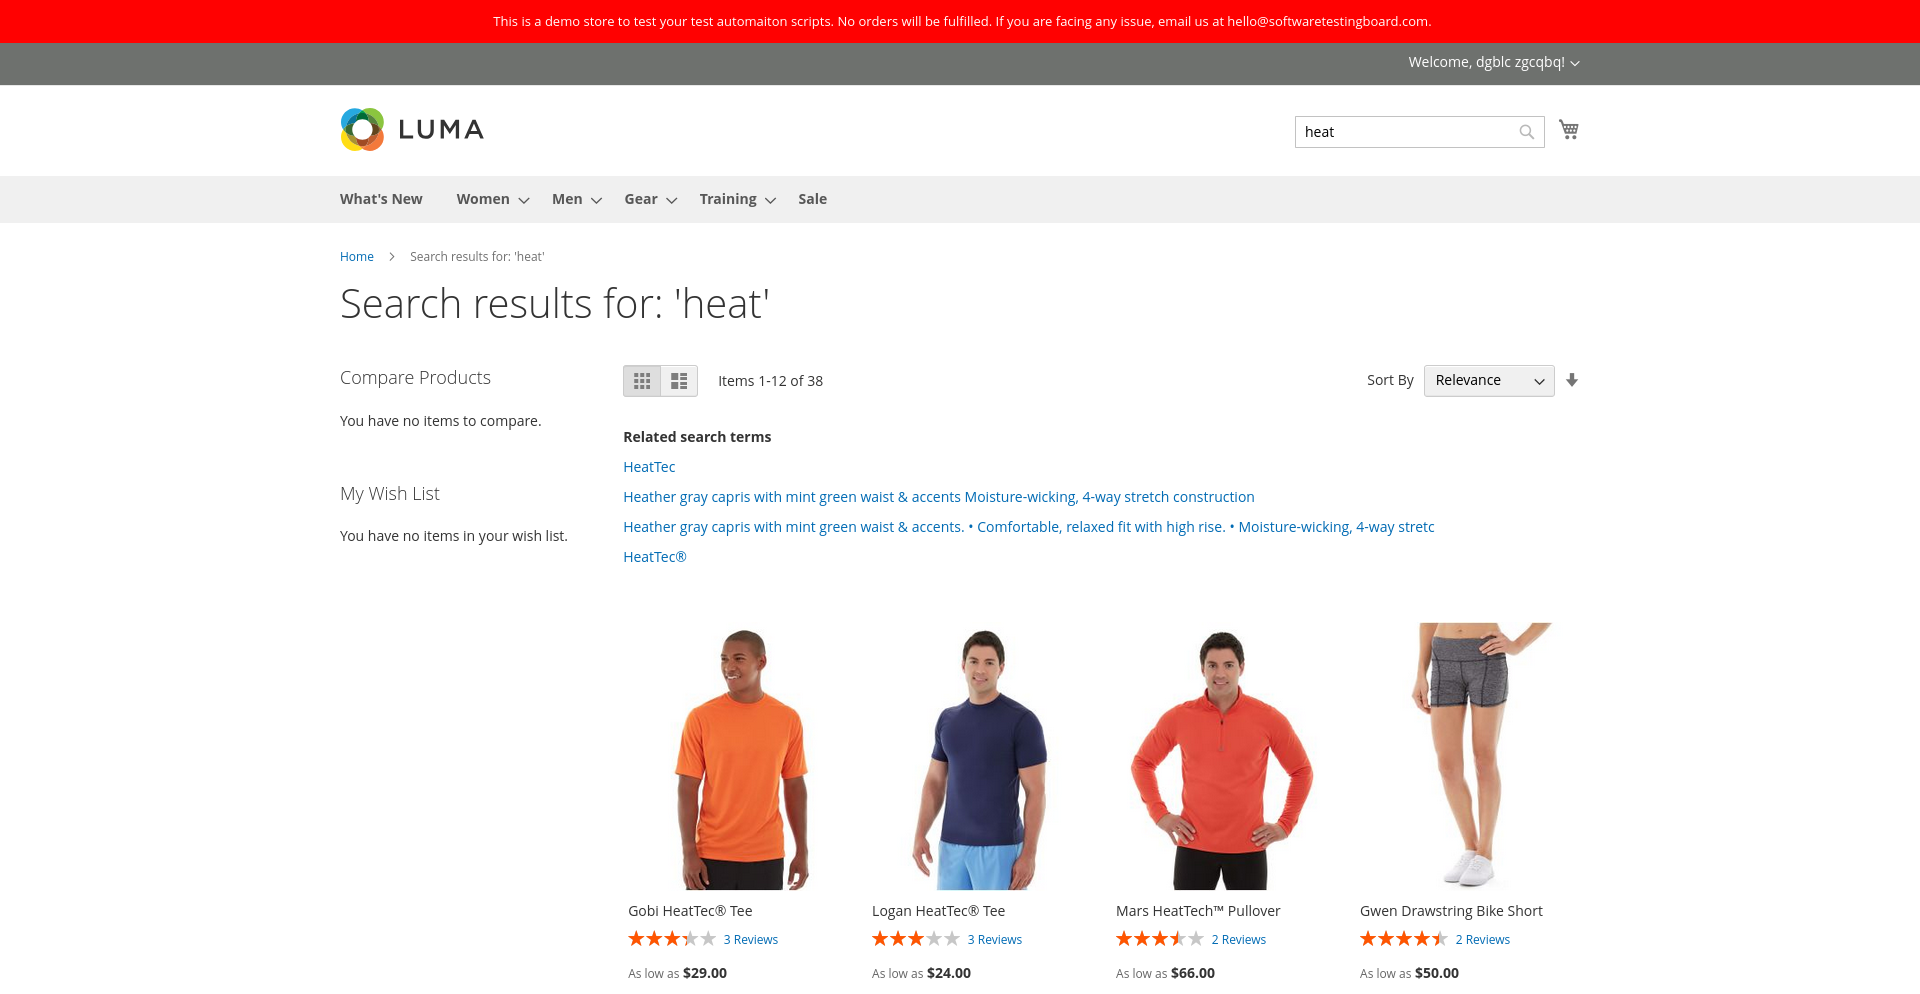 This is a demo store to test your test automaiton scripts. No orders will be fulfilled. If you are facing any issue, email us at hello@softwaretestingboard.com.
Welcome, dgblc zgcqbq!
LUMA
heat
What's New Women Men Gear Training Sale
Home Search results for: 'heat'
Search results for: 'heat'
Compare Products
You have no items to compare.
My Wish List
You have no items in your wish list.
Items 1-12 of 38
Sort By Relevance
Related search terms
HeatTec
Heather gray capris with mint green waist & accents Moisture-wicking, 4-way stretch construction
Heather gray capris with mint green waist & accents. • Comfortable, relaxed fit with high rise. • Moisture-wicking, 4-way stretc
HeatTec®
Gobi HeatTec® Tee
3 Reviews
As low as $29.00
Logan HeatTec® Tee
3 Reviews
As low as $24.00
Mars HeatTech™ Pullover
2 Reviews
As low as $66.00
Gwen Drawstring Bike Short
2 Reviews
As low as $50.00